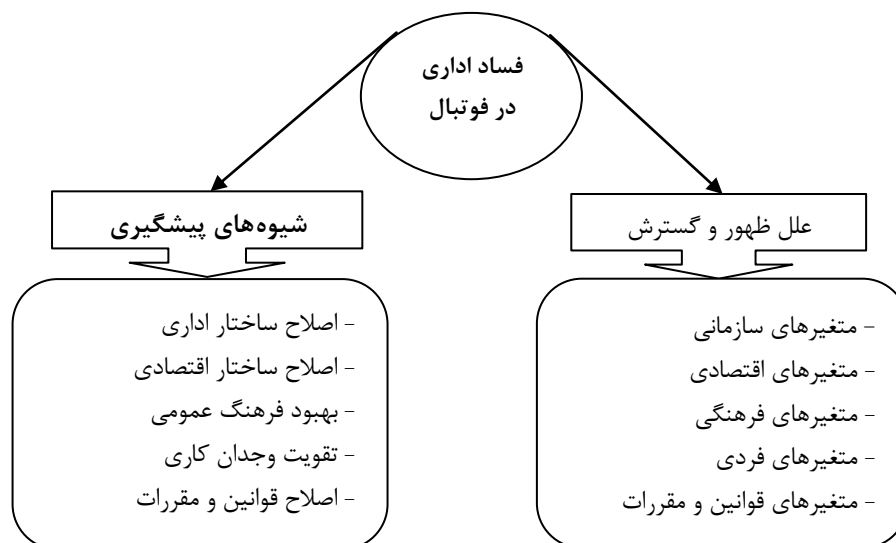 فساد اداری
در فوتبال
علل ظهور و گسترش
- متغیرهای سازمانی
- متغیرهای اقتصادی
- متغیرهای فرهنگی
- متغیرهای فردی
- متغیرهای قوانین و مقررات
شیوه‌های پیشگیری
- اصلاح ساختار اداری
- اصلاح ساختار اقتصادی
- بهبود فرهنگ عمومی
- تقویت وجدان کاری
- اصلاح قوانین و مقررات